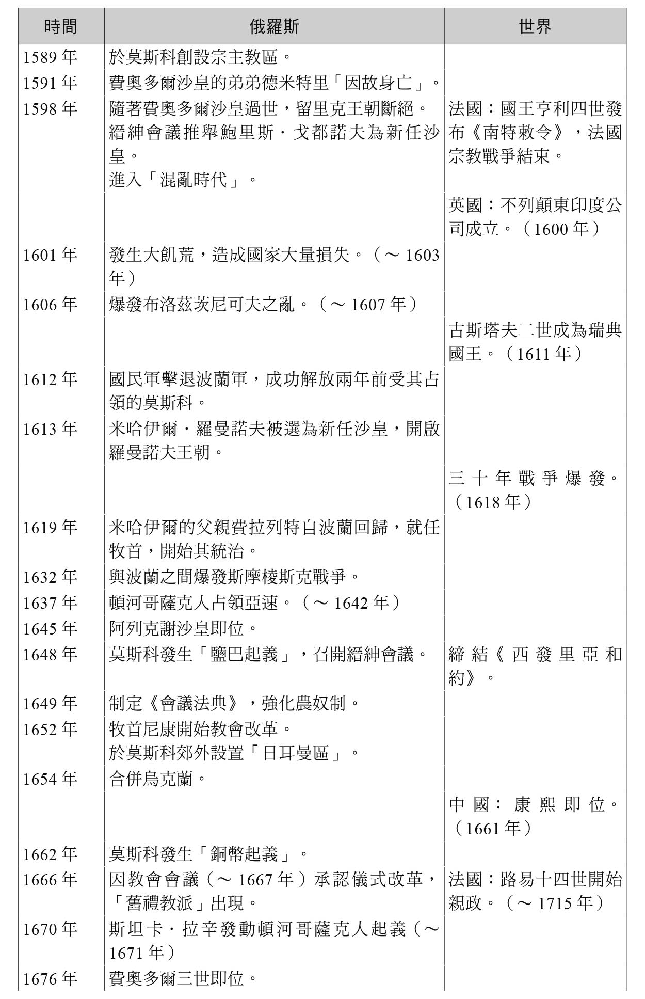 時間 俄羅斯 世界
1589 年 於莫斯科創設宗主教區。
1591 年 費奧多爾沙皇的弟弟德米特里「因故身亡」。
1598 年 隨著費奧多爾沙皇過世，留里克王朝斷絕。 法國：國王亨利四世發
縉紳會議推舉鮑里斯．戈都諾夫為新任沙 布《南特敕令》，法國
皇。 宗教戰爭結束。
進入「混亂時代」。
英國：不列顛東印度公
司成立。（1600 年）
1601 年 發生大飢荒，造成國家大量損失。（～ 1603
年）
1606 年 爆發布洛茲茨尼可夫之亂。（～ 1607 年）
古斯塔夫二世成為瑞典
國王。（1611 年）
1612 年 國民軍擊退波蘭軍，成功解放兩年前受其占
領的莫斯科。
1613 年 米哈伊爾．羅曼諾夫被選為新任沙皇，開啟
羅曼諾夫王朝。
三十年戰爭爆發。
（1618 年）
1619 年 米哈伊爾的父親費拉列特自波蘭回歸，就任
牧首，開始其統治。
1632 年 與波蘭之間爆發斯摩棱斯克戰爭。
1637 年 頓河哥薩克人占領亞速。（～ 1642 年）
1645 年 阿列克謝沙皇即位。
1648 年 莫斯科發生「鹽巴起義」，召開縉紳會議。 締結《西發里亞和
約》。
1649 年 制定《會議法典》，強化農奴制。
1652 年 牧首尼康開始教會改革。
於莫斯科郊外設置「日耳曼區」。
1654 年 合併烏克蘭。
中國：康熙即位。
（1661 年）
1662 年 莫斯科發生「銅幣起義」。
1666 年 因教會會議（～ 1667 年）承認儀式改革， 法國：路易十四世開始
「舊禮教派」出現。 親政。（～ 1715 年）
1670 年 斯坦卡．拉辛發動頓河哥薩克人起義（～
1671 年）
1676 年 費奧多爾三世即位。